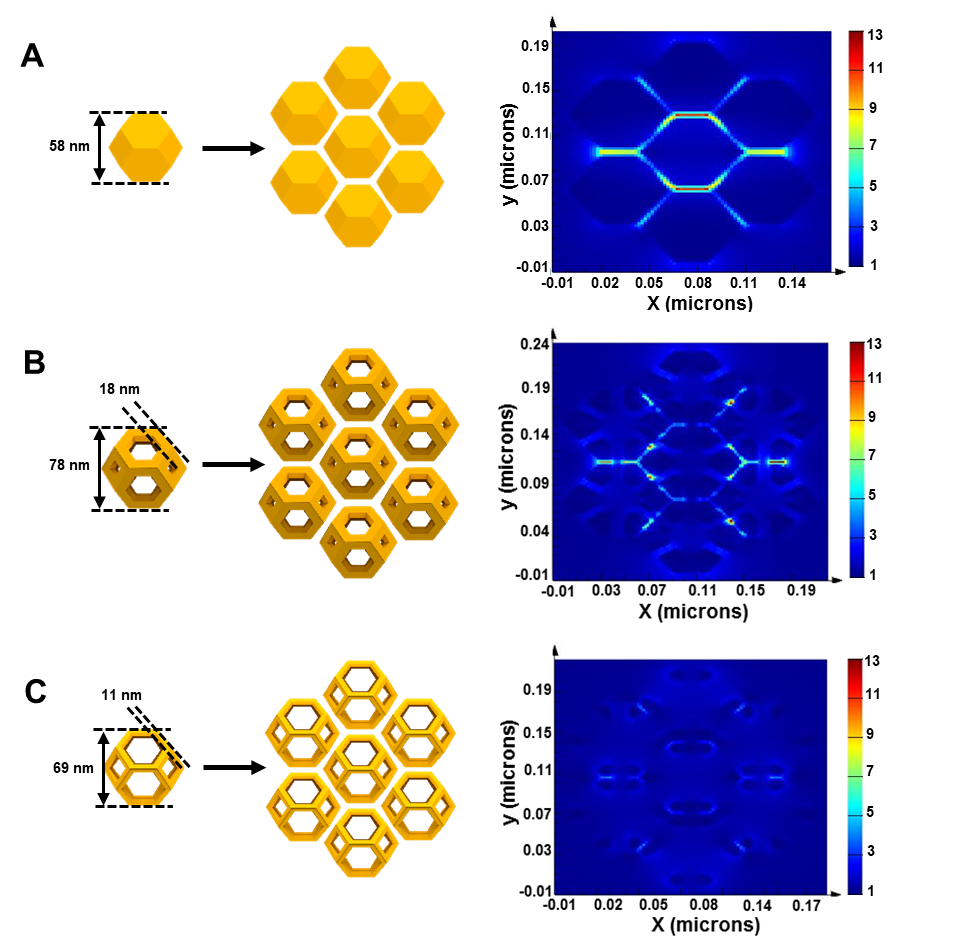 A
58 nm
y (microns)
0.19
0.15
0.11
0.07
0.03
-0.01
-0.01 0.02 0.05 0.08 0.11 0.14
X (microns)
13
11
9
7
5
3
1
B
18 nm
78 nm
y (microns)
0.24
0.19
0.14
0.09
0.04
-0.01
-0.01 0.03 0.07 0.11 0.15 0.19
X (microns)
13
11
9
7
5
3
1
C
11 nm
69 nm
y (microns)
0.19
0.15
0.11
0.07
0.03
-0.01
-0.01 0.02 0.05 0.08 0.14 0.17
X (microns)
13
11
9
7
5
3
1